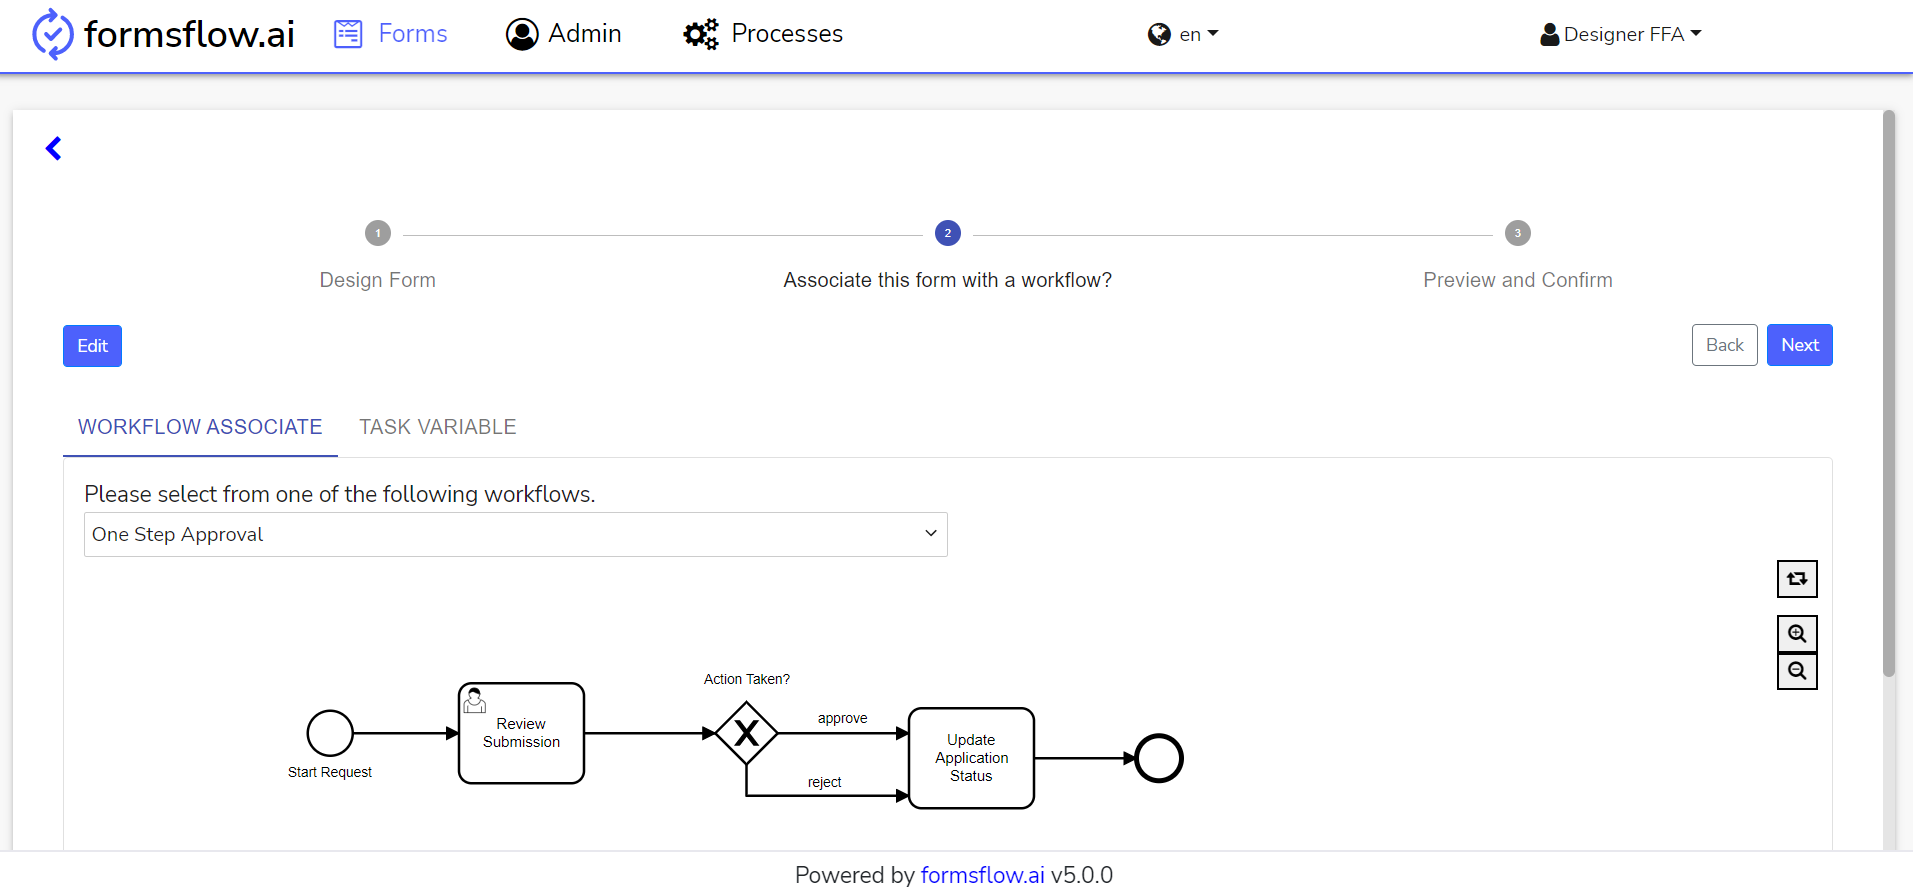 formsflow.ai Forms Admin Processes en Designer FFA
1 2 3
Design Form Associate this form with a workflow? Preview and Confirm
Edit Back Next
WORKFLOW ASSOCIATE TASK VARIABLE
Please select from one of the following workflows.
One Step Approval
Action Taken?
Start Request
Review
Submission
X
approve
reject
Update
Application
Status
Powered by formsflow.ai v5.0.0